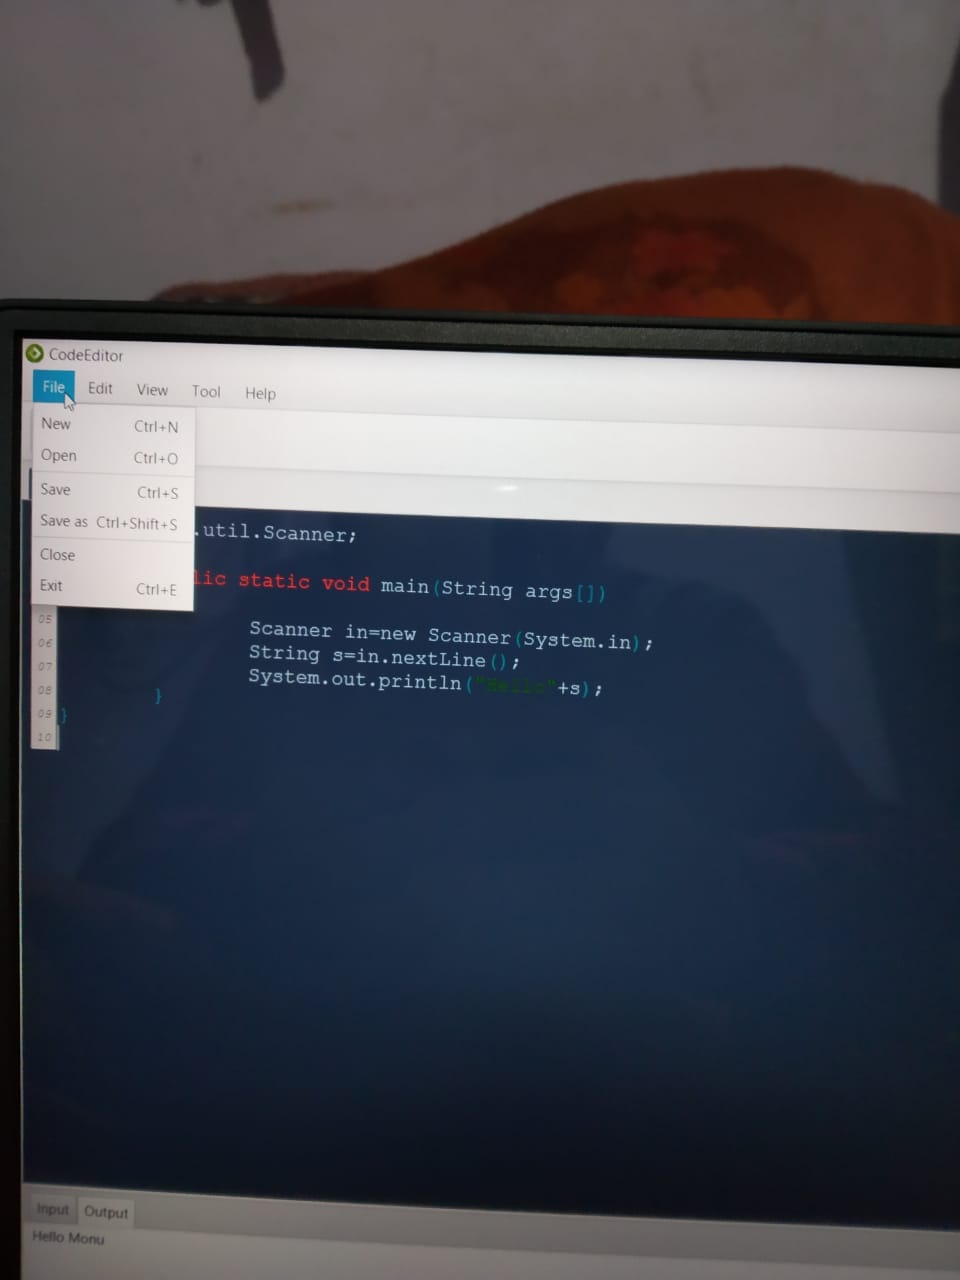 CodeEditor
File Edit View Tool Help
New Ctrl+N
Open Ctrl+O
Save Ctrl+S
Save as Ctrl+Shift+S
Close
Exit Ctrl+E
.util.Scanner;
lic static void main(String args[])
05
06 Scanner in=new Scanner(System.in);
07 String s=in.nextLine();
08 System.out.println("Hello"+s);
}
09 }
10
Input Output
Hello Monu